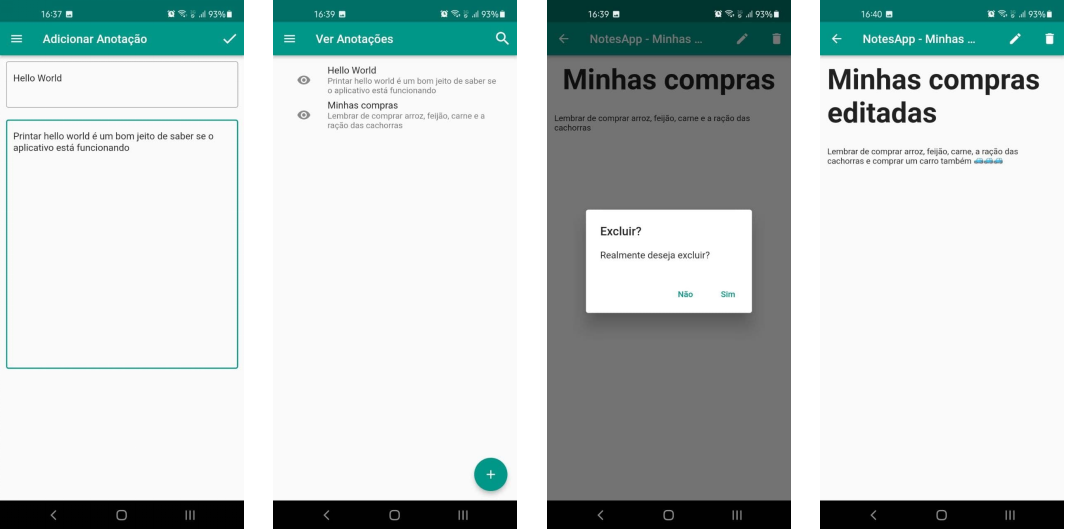 16:37
93%
Adicionar Anotação
Hello World
Printar hello world é um bom jeito de saber se o
aplicativo está funcionando
16:39
93%
Ver Anotações
Hello World
Printar hello world é um bom jeito de saber se
o aplicativo está funcionando
Minhas compras
Lembrar de comprar arroz, feijão, carne e a
ração das cachorras
16:39
93%
NotesApp - Minhas ...
Minhas compras
Lembrar de comprar arroz, feijão, carne e a ração das
cachorras
Excluir?
Realmente deseja excluir?
Não Sim
16:40
93%
NotesApp - Minhas ...
Minhas compras
editadas
Lembrar de comprar arroz, feijão, carne, a ração das
cachorras e comprar um carro também 🚙🚙🚙